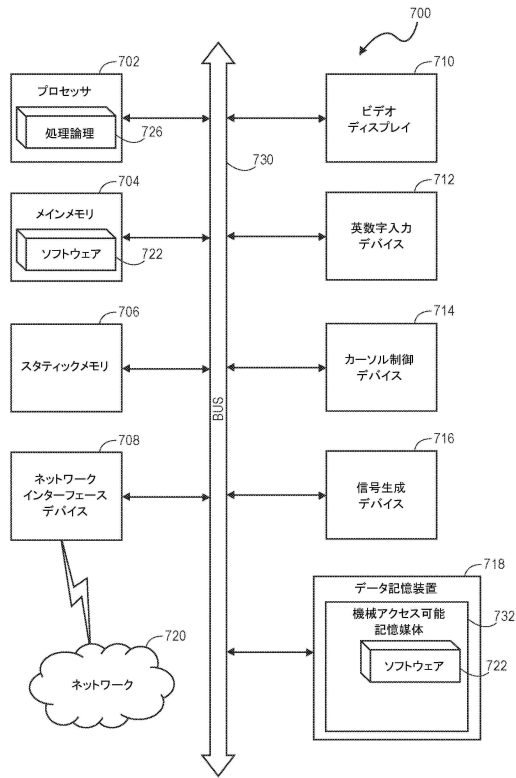 700
702
プロセッサ
処理論理
726
710
ビデオ
ディスプレイ
730
704
メインメモリ
ソフトウェア
722
712
英数字入力
デバイス
706
スタティックメモリ
714
カーソル制御
デバイス
BUS
708
ネットワーク
インターフェース
デバイス
716
信号生成
デバイス
718
データ記憶装置
機械アクセス可能
記憶媒体
732
ソフトウェア
722
720
ネットワーク